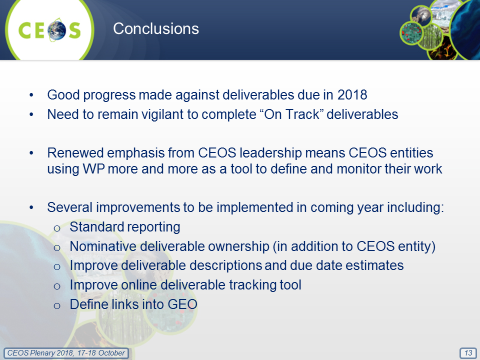 CEOS
Conclusions
• Good progress made against deliverables due in 2018
• Need to remain vigilant to complete “On Track” deliverables
• Renewed emphasis from CEOS leadership means CEOS entities
using WP more and more as a tool to define and monitor their work
• Several improvements to be implemented in coming year including:
o Standard reporting
o Nominative deliverable ownership (in addition to CEOS entity)
o Improve deliverable descriptions and due date estimates
o Improve online deliverable tracking tool
o Define links into GEO
CEOS Plenary 2018, 17-18 October
13